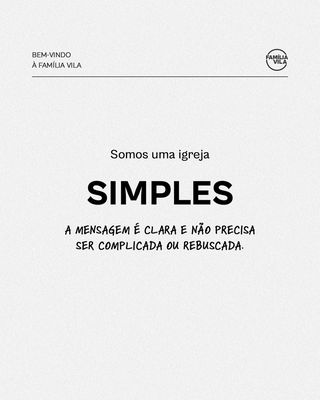 BEM-VINDO
À FAMÍLIA VILA
FAMÍLIA
VILA
Somos uma igreja
SIMPLES
A MENSAGEM É CLARA E NÃO PRECISA
SER COMPLICADA OU REBUSCADA.